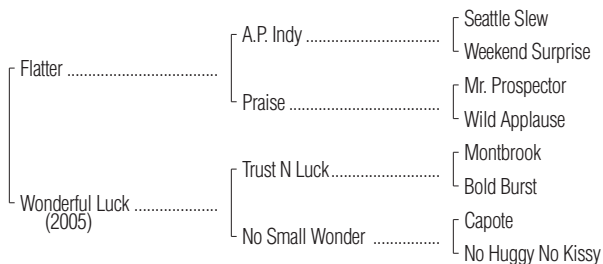 Seattle Slew
A.P. Indy ........................
Weekend Surprise
Flatter ..................................
Mr. Prospector
Praise ............................
Wild Applause
Montbrook
Trust N Luck ...................
Bold Burst
Wonderful Luck ...................
(2005)
Capote
No Small Wonder ...............
No Huggy No Kissy